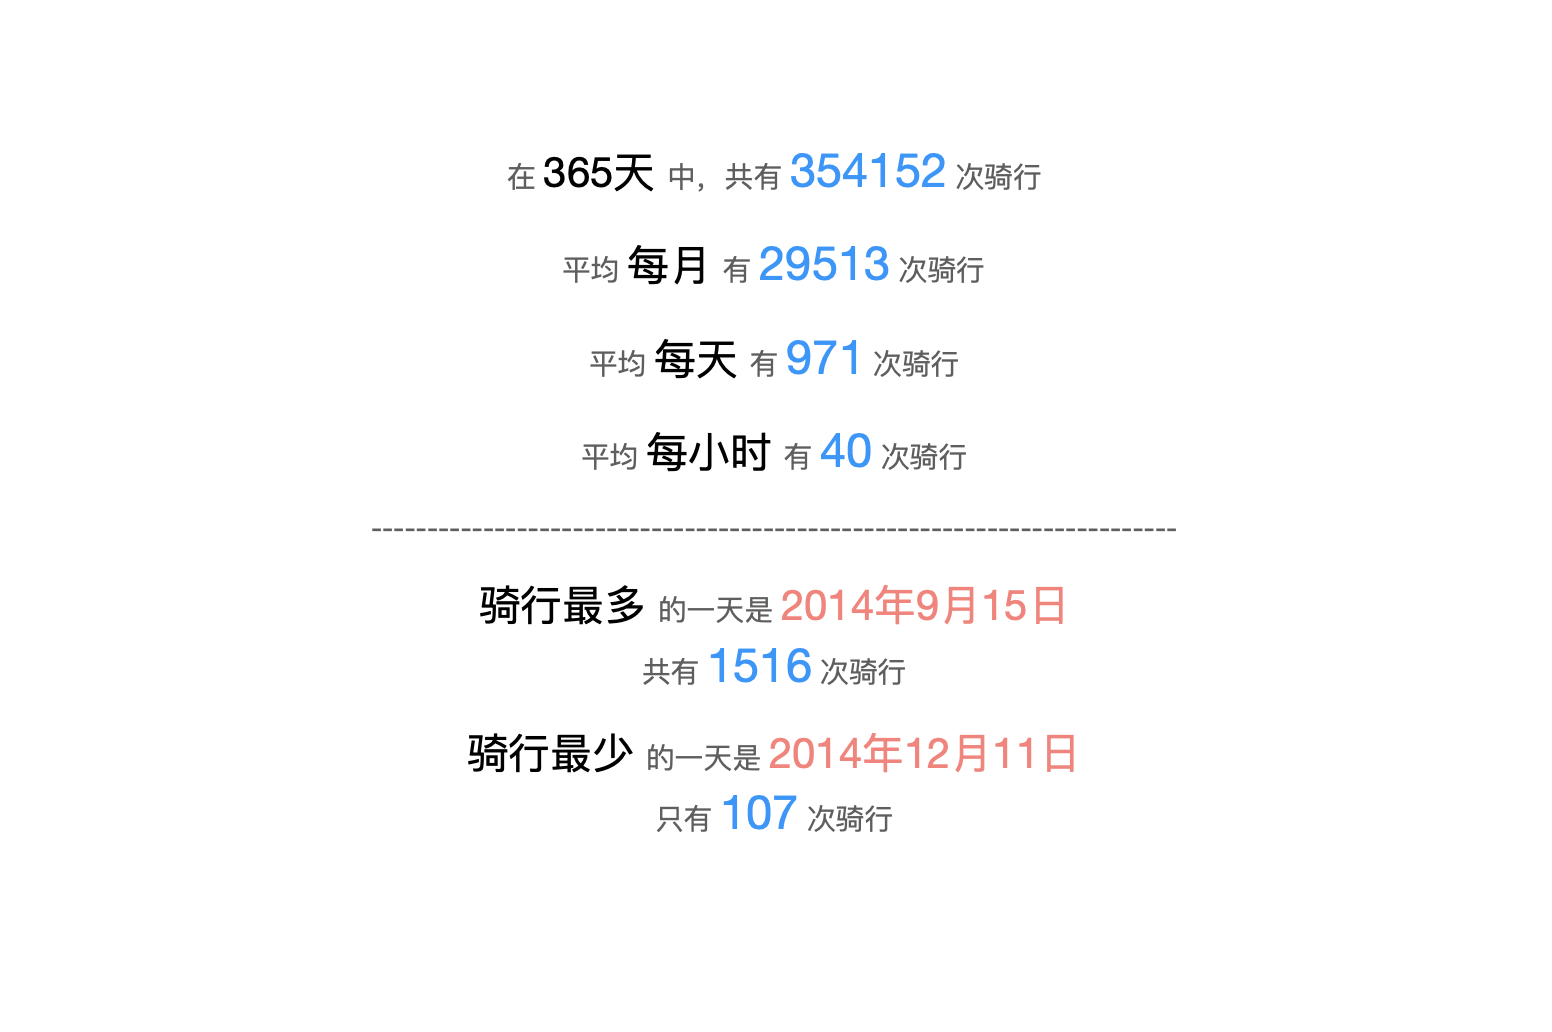 在 365天 中，共有 354152 次骑行
平均 每月 有 29513 次骑行
平均 每天 有 971 次骑行
平均 每小时 有 40 次骑行
------------------------------------------------------------------------
骑行最多 的一天是 2014年9月15日
共有 1516 次骑行
骑行最少 的一天是 2014年12月11日
只有 107 次骑行